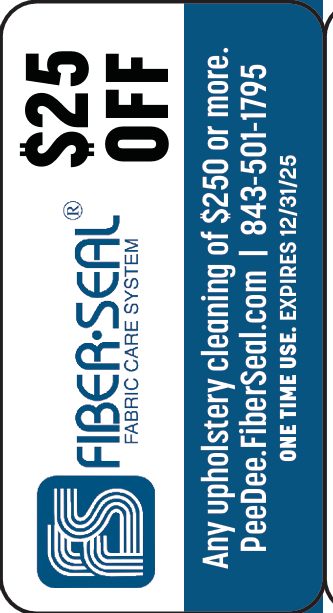 FS
FIBER·SEAL®
FABRIC CARE SYSTEM
$25
OFF
Any upholstery cleaning of $250 or more.
PeeDee.FiberSeal.com | 843-501-1795
ONE TIME USE. EXPIRES 12/31/25